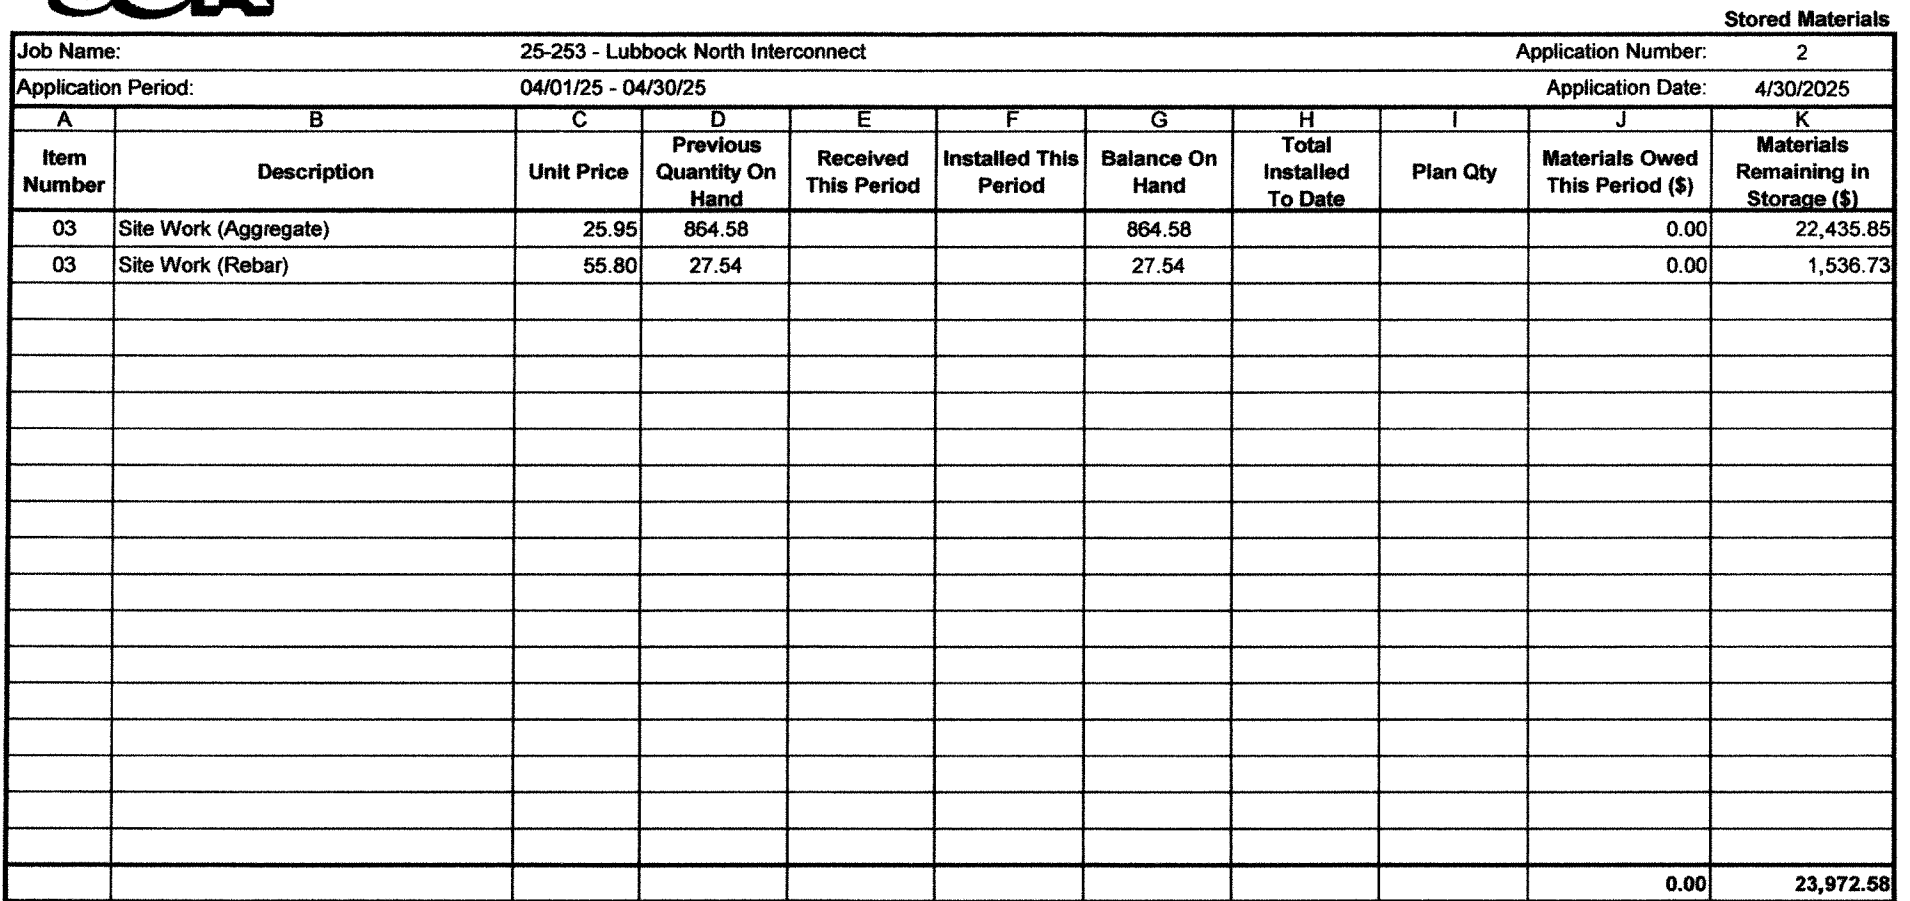 Stored Materials
Job Name: 25-253 - Lubbock North Interconnect Application Number: 2
Application Period: 04/01/25 - 04/30/25 Application Date: 4/30/2025
A B C D E F G H I J K
Item Number Description Unit Price Previous Quantity On Hand Received This Period Installed This Period Balance On Hand Total Installed To Date Plan Qty Materials Owed This Period ($) Materials Remaining in Storage ($)
03 Site Work (Aggregate) 25.95 864.58 864.58 0.00 22,435.85
03 Site Work (Rebar) 55.80 27.54 27.54 0.00 1,536.73
0.00 23,972.58